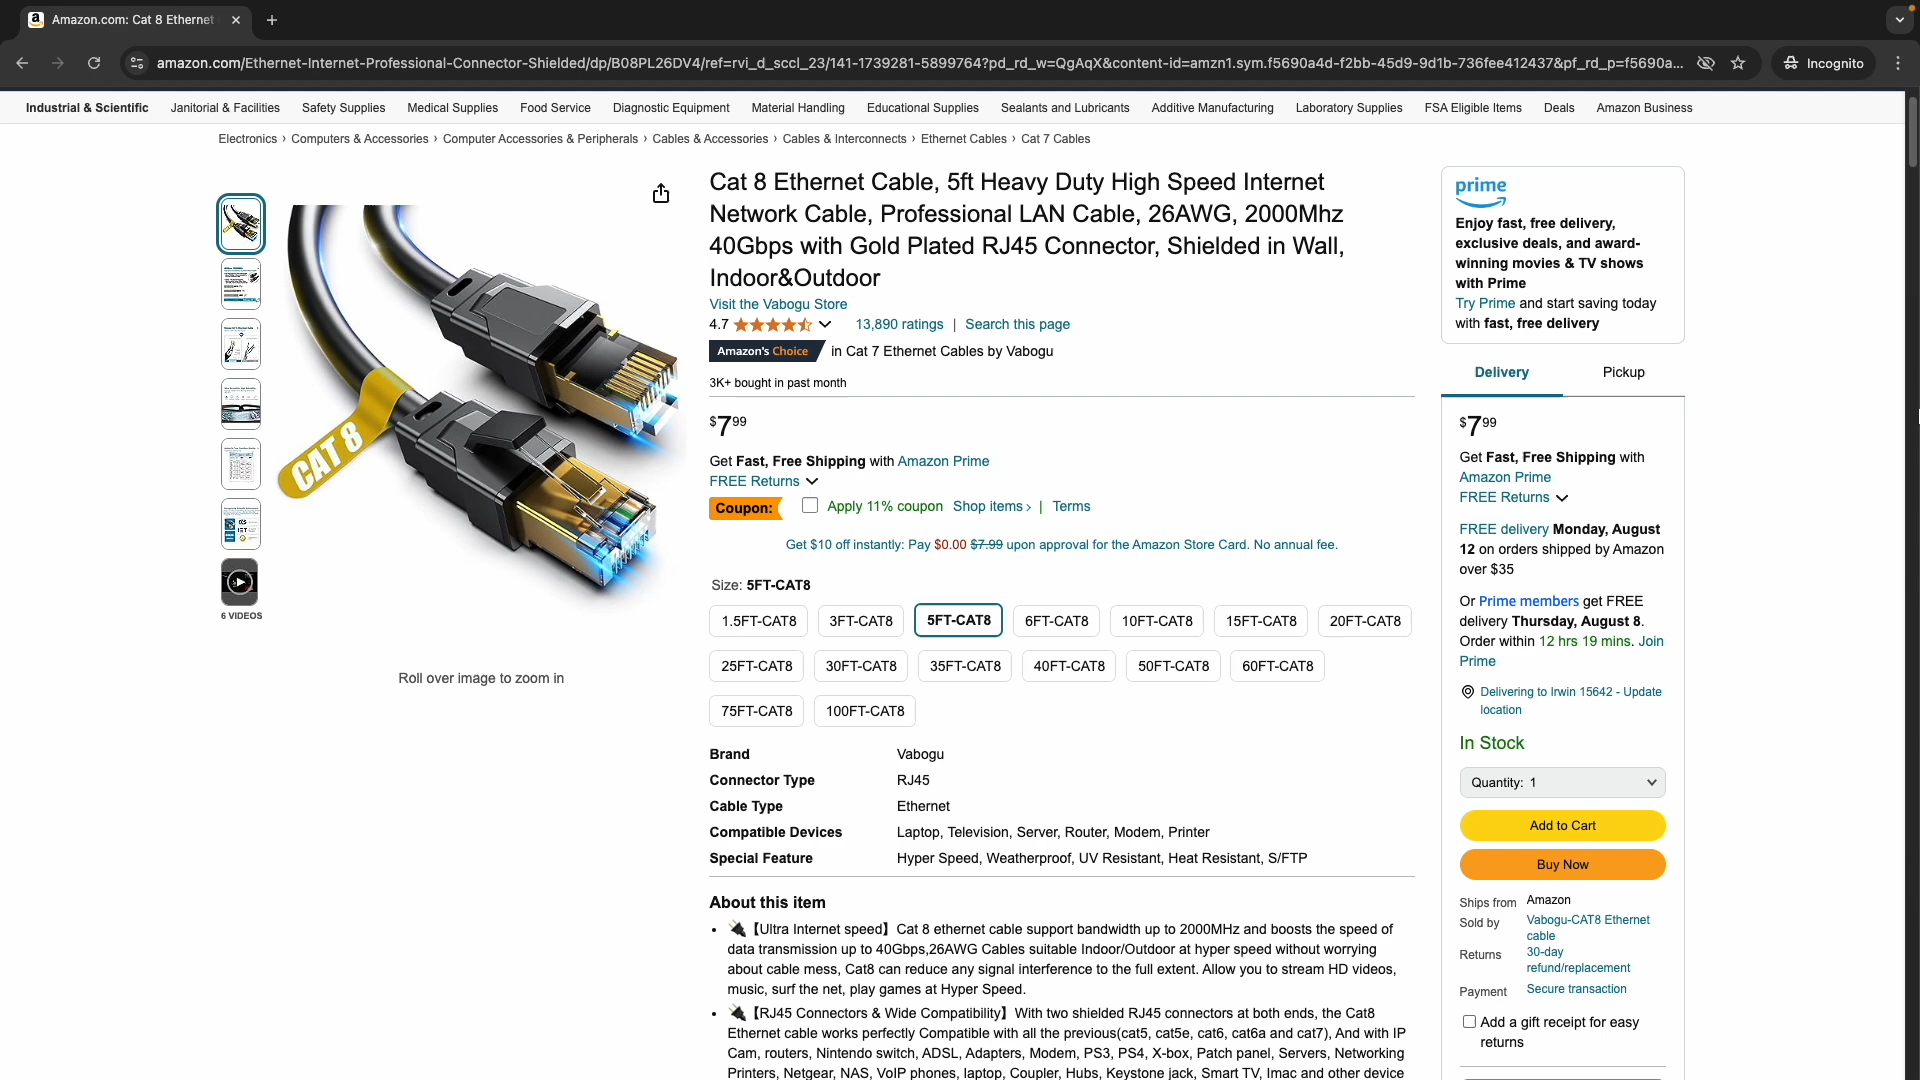 Amazon.com: Cat 8 Ethernet
amazon.com/Ethernet-Internet-Professional-Connector-Shielded/dp/B08PL26DV4/ref=rvi_d_sccl_23/141-1739281-5899764?pd_rd_w=QgAqX&content-id=amzn1.sym.f5690a4d-f2bb-45d9-9d1b-736fee412437&pf_rd_p=f5690a...
Incognito
Industrial & Scientific Janitorial & Facilities Safety Supplies Medical Supplies Food Service Diagnostic Equipment Material Handling Educational Supplies Sealants and Lubricants Additive Manufacturing Laboratory Supplies FSA Eligible Items Deals Amazon Business
Electronics › Computers & Accessories › Computer Accessories & Peripherals › Cables & Accessories › Cables & Interconnects › Ethernet Cables › Cat 7 Cables
CAT 8
6 VIDEOS
Roll over image to zoom in
Cat 8 Ethernet Cable, 5ft Heavy Duty High Speed Internet
Network Cable, Professional LAN Cable, 26AWG, 2000Mhz
40Gbps with Gold Plated RJ45 Connector, Shielded in Wall,
Indoor&Outdoor
Visit the Vabogu Store
4.7 13,890 ratings | Search this page
Amazon's Choice in Cat 7 Ethernet Cables by Vabogu
3K+ bought in past month
$7.99
Get Fast, Free Shipping with Amazon Prime
FREE Returns
Coupon: Apply 11% coupon Shop items › | Terms
Get $10 off instantly: Pay $0.00 $7.99 upon approval for the Amazon Store Card. No annual fee.
Size: 5FT-CAT8
1.5FT-CAT8 3FT-CAT8 5FT-CAT8 6FT-CAT8 10FT-CAT8 15FT-CAT8 20FT-CAT8
25FT-CAT8 30FT-CAT8 35FT-CAT8 40FT-CAT8 50FT-CAT8 60FT-CAT8
75FT-CAT8 100FT-CAT8
Brand Vabogu
Connector Type RJ45
Cable Type Ethernet
Compatible Devices Laptop, Television, Server, Router, Modem, Printer
Special Feature Hyper Speed, Weatherproof, UV Resistant, Heat Resistant, S/FTP
About this item
• 🔌【Ultra Internet speed】Cat 8 ethernet cable support bandwidth up to 2000MHz and boosts the speed of
data transmission up to 40Gbps,26AWG Cables suitable Indoor/Outdoor at hyper speed without worrying
about cable mess, Cat8 can reduce any signal interference to the full extent. Allow you to stream HD videos,
music, surf the net, play games at Hyper Speed.
• 🔌【RJ45 Connectors & Wide Compatibility】With two shielded RJ45 connectors at both ends, the Cat8
Ethernet cable works perfectly Compatible with all the previous(cat5, cat5e, cat6, cat6a and cat7), And with IP
Cam, routers, Nintendo switch, ADSL, Adapters, Modem, PS3, PS4, X-box, Patch panel, Servers, Networking
Printers, Netgear, NAS, VoIP phones, laptop, Coupler, Hubs, Keystone jack, Smart TV, Imac and other device
prime
Enjoy fast, free delivery,
exclusive deals, and award-
winning movies & TV shows
with Prime
Try Prime and start saving today
with fast, free delivery
Delivery Pickup
$7.99
Get Fast, Free Shipping with
Amazon Prime
FREE Returns
FREE delivery Monday, August
12 on orders shipped by Amazon
over $35
Or Prime members get FREE
delivery Thursday, August 8.
Order within 12 hrs 19 mins. Join
Prime
Delivering to Irwin 15642 - Update
location
In Stock
Quantity: 1
Add to Cart
Buy Now
Ships from Amazon
Sold by Vabogu-CAT8 Ethernet
cable
Returns 30-day
refund/replacement
Payment Secure transaction
Add a gift receipt for easy
returns